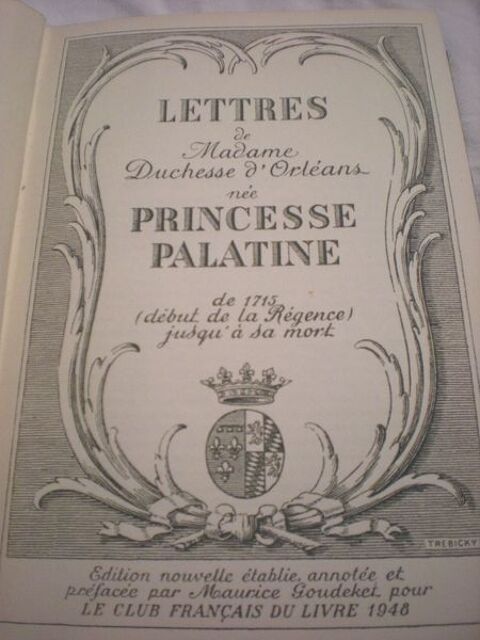 LETTRES
de
Madame
Duchesse d'Orléans
née
PRINCESSE
PALATINE
de 1715
(début de la Régence)
jusqu'à sa mort
TREBICKY
Edition nouvelle établie, annotée et
préfacée par Maurice Goudeket pour
LE CLUB FRANÇAIS DU LIVRE 1948